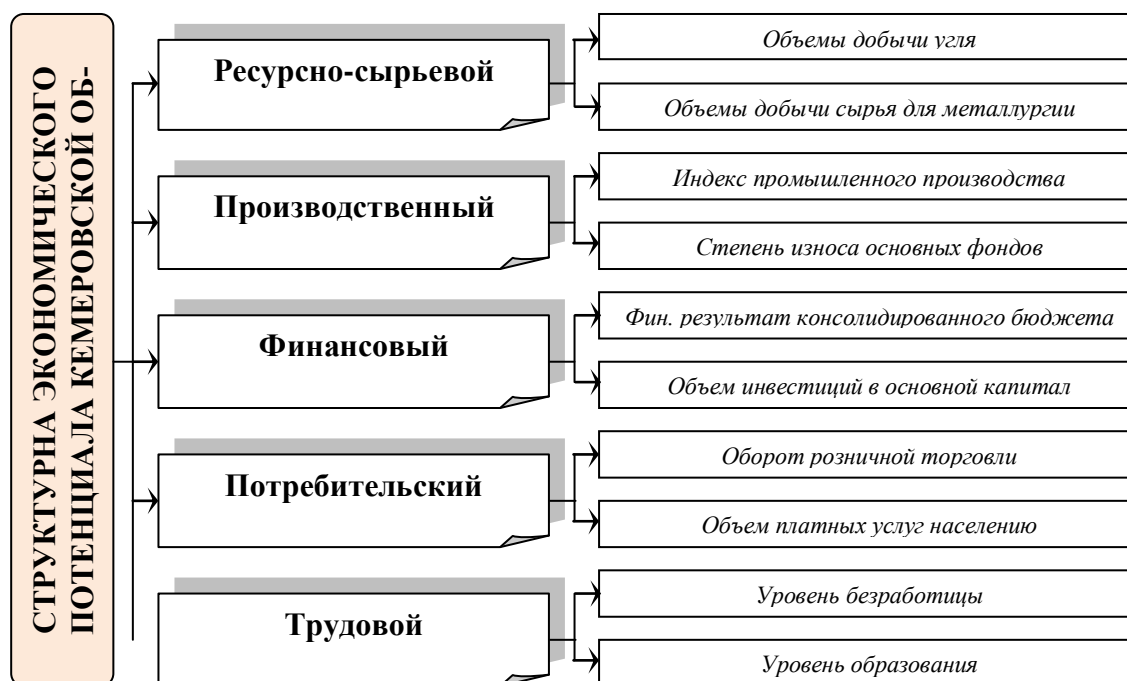 СТРУКТУРНА ЭКОНОМИЧЕСКОГО
ПОТЕНЦИАЛА КЕМЕРОВСКОЙ ОБ-
Ресурсно-сырьевой
Объемы добычи угля
Объемы добычи сырья для металлургии
Производственный
Индекс промышленного производства
Степень износа основных фондов
Финансовый
Фин. результат консолидированного бюджета
Объем инвестиций в основной капитал
Потребительский
Оборот розничной торговли
Объем платных услуг населению
Трудовой
Уровень безработицы
Уровень образования